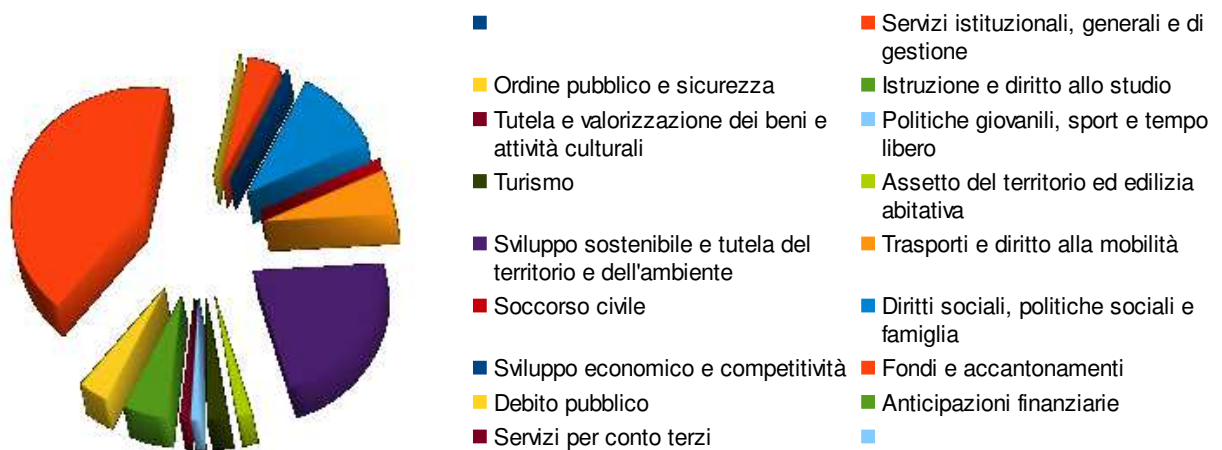 Servizi istituzionali, generali e di
gestione
Ordine pubblico e sicurezza
Istruzione e diritto allo studio
Tutela e valorizzazione dei beni e
attività culturali
Politiche giovanili, sport e tempo
libero
Turismo
Assetto del territorio ed edilizia
abitativa
Sviluppo sostenibile e tutela del
territorio e dell'ambiente
Trasporti e diritto alla mobilità
Soccorso civile
Diritti sociali, politiche sociali e
famiglia
Sviluppo economico e competitività
Fondi e accantonamenti
Debito pubblico
Anticipazioni finanziarie
Servizi per conto terzi